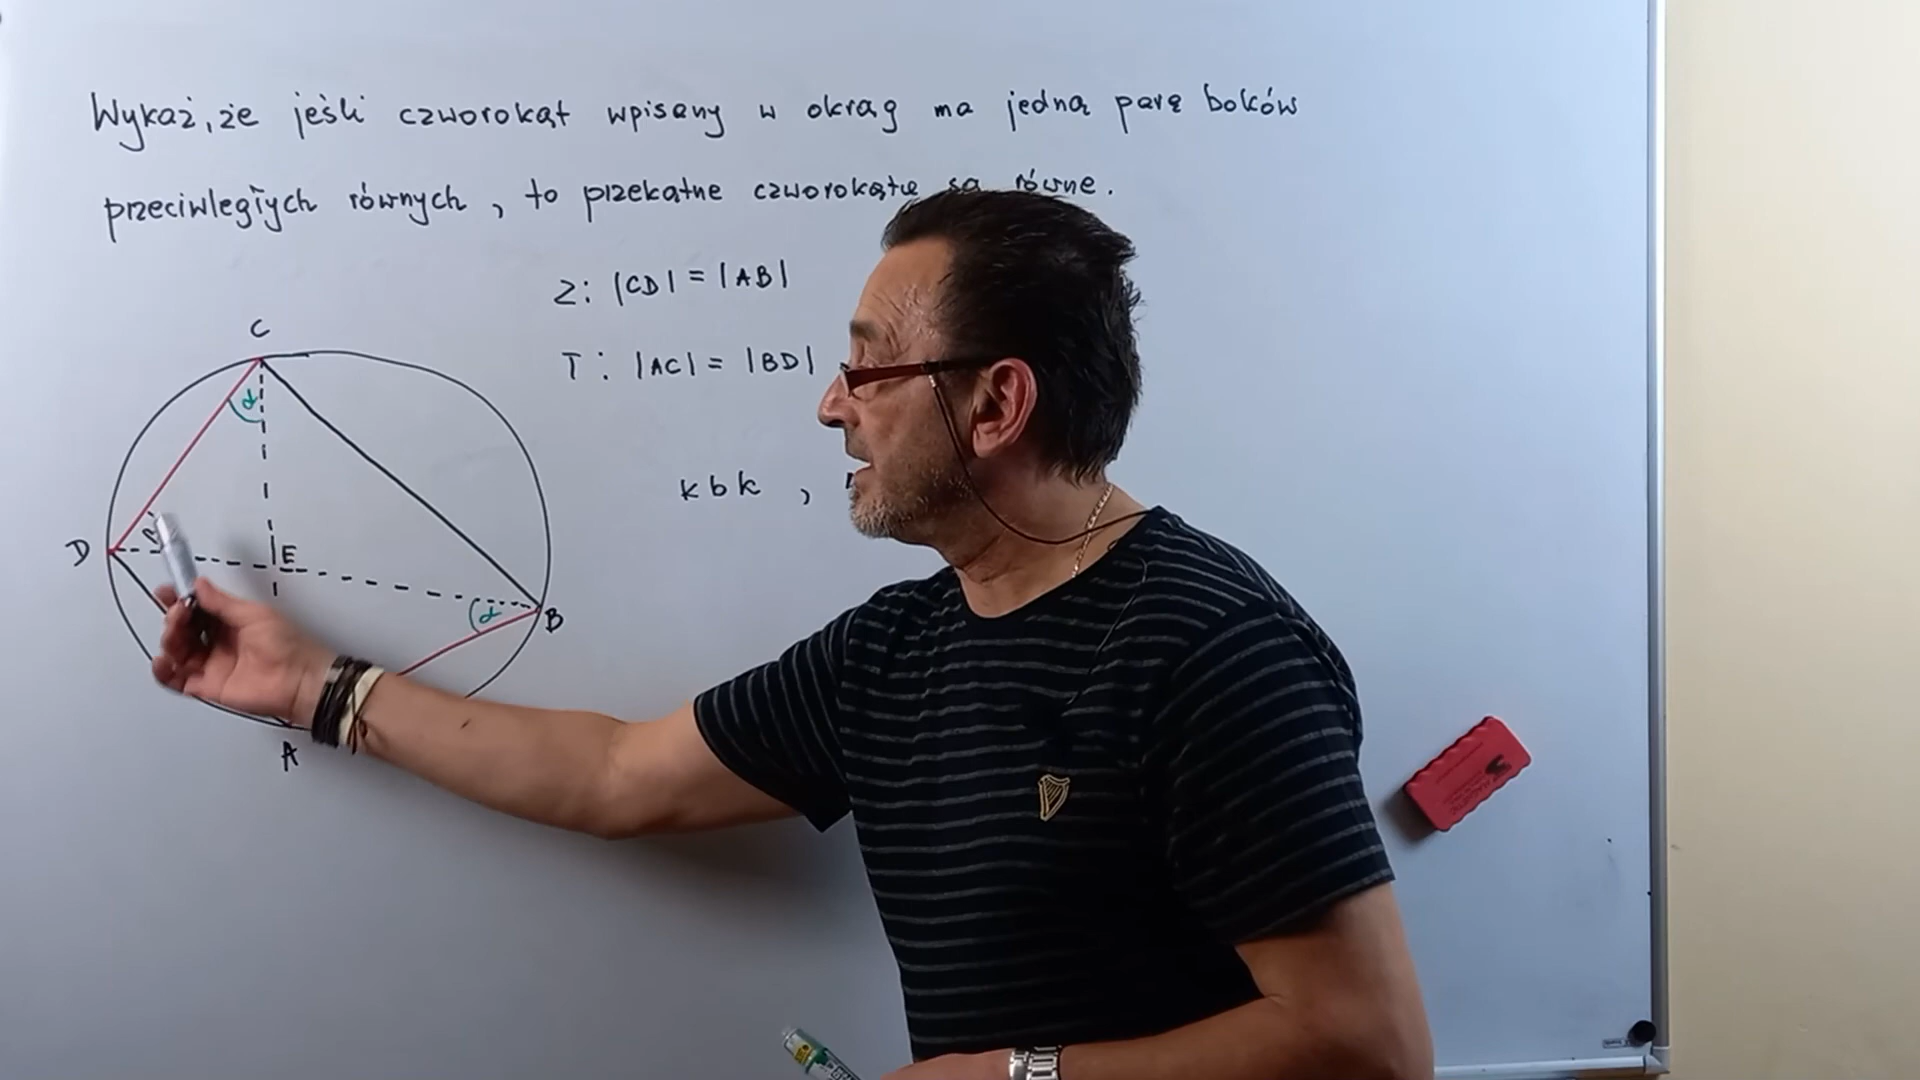 Wykaż, że jeśli czworokąt wpisany w okrąg ma jedną parę boków
przeciwległych równych, to przekątne czworokąta są równe.
Z: |CD| = |AB|
T: |AC| = |BD|
C
α
kbk ,
D
E
α
B
A